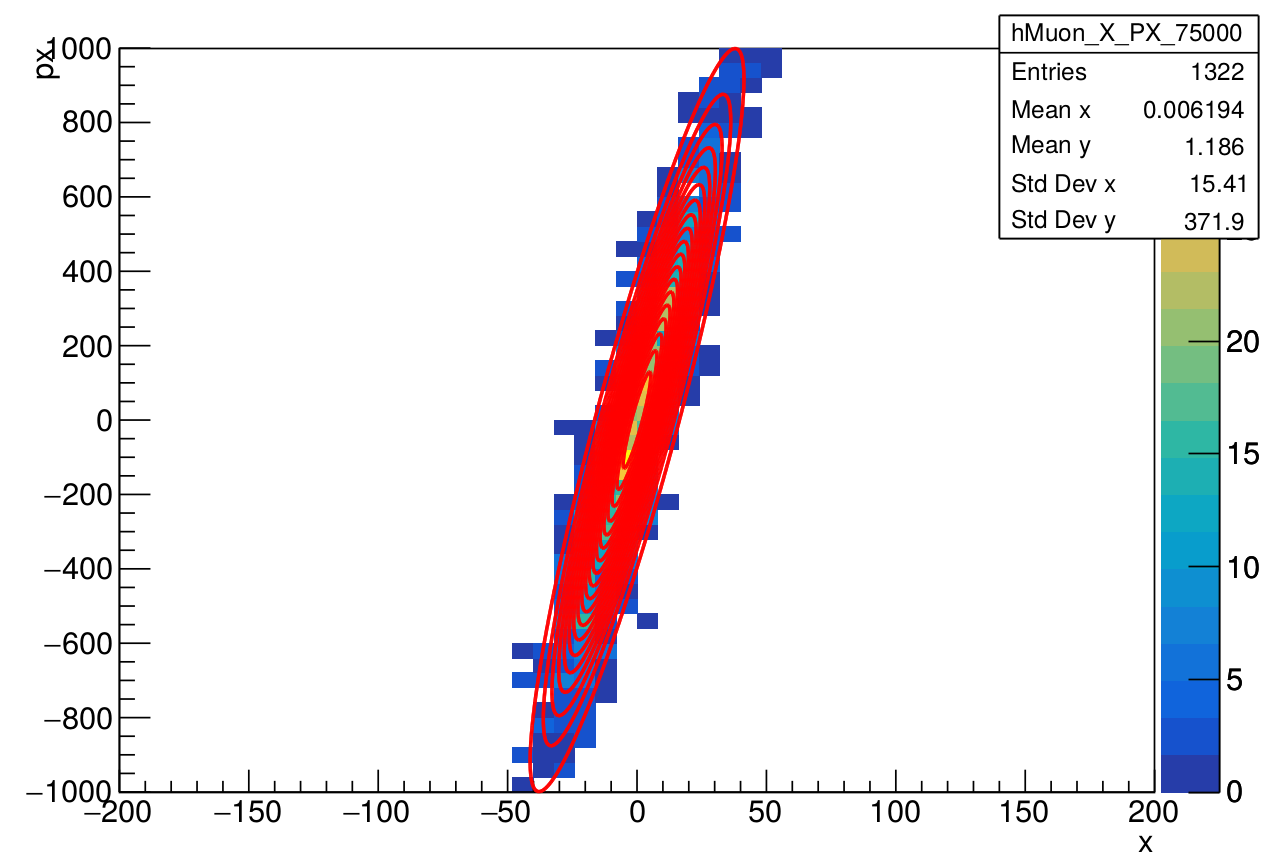 hMuon_X_PX_75000
Entries 1322
Mean x 0.006194
Mean y 1.186
Std Dev x 15.41
Std Dev y 371.9
px
1000
800
600
400
200
0
−200
−400
−600
−800
−1000
−200 −150 −100 −50 0 50 100 150 200
x
20
15
10
5
0